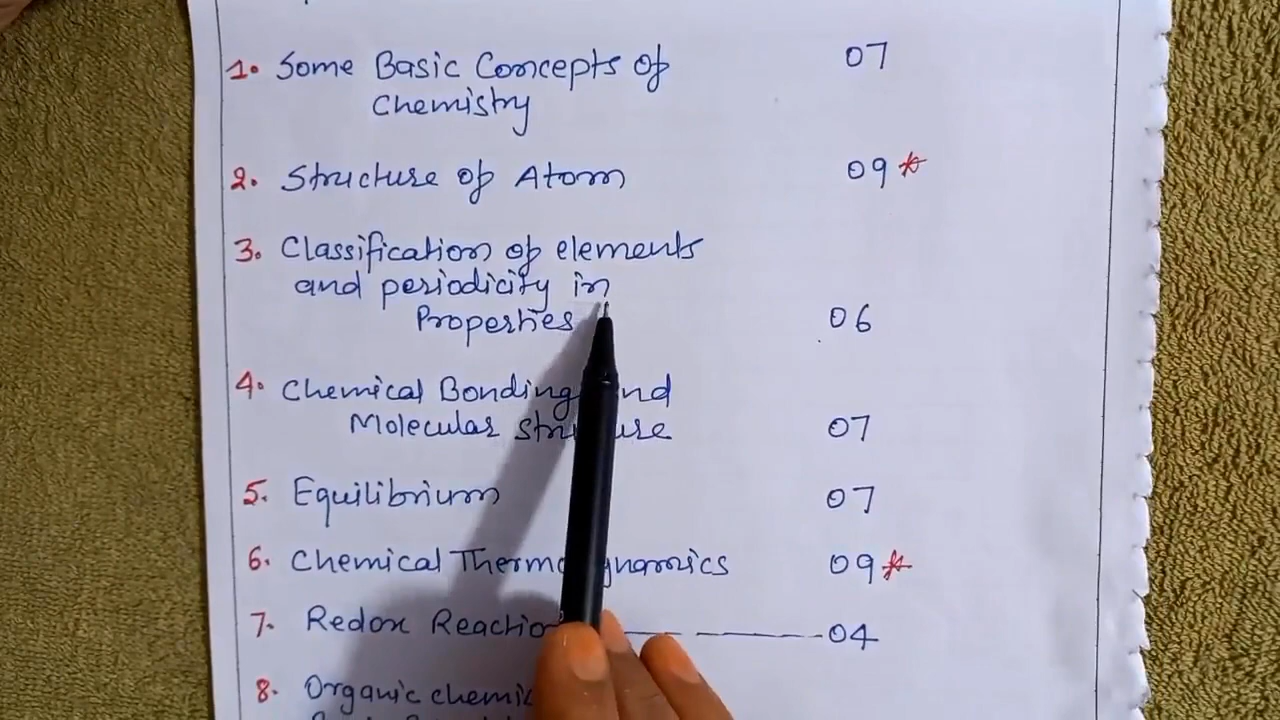 1. Some Basic Concepts of 07
Chemistry
2. Structure of Atom 09*
3. Classification of elements
and periodicity in
Properties 06
4. Chemical Bonding
Molecular 07
5. Equilibrium 07
6. Chemical 09*
7. Redox 04
8. Organic